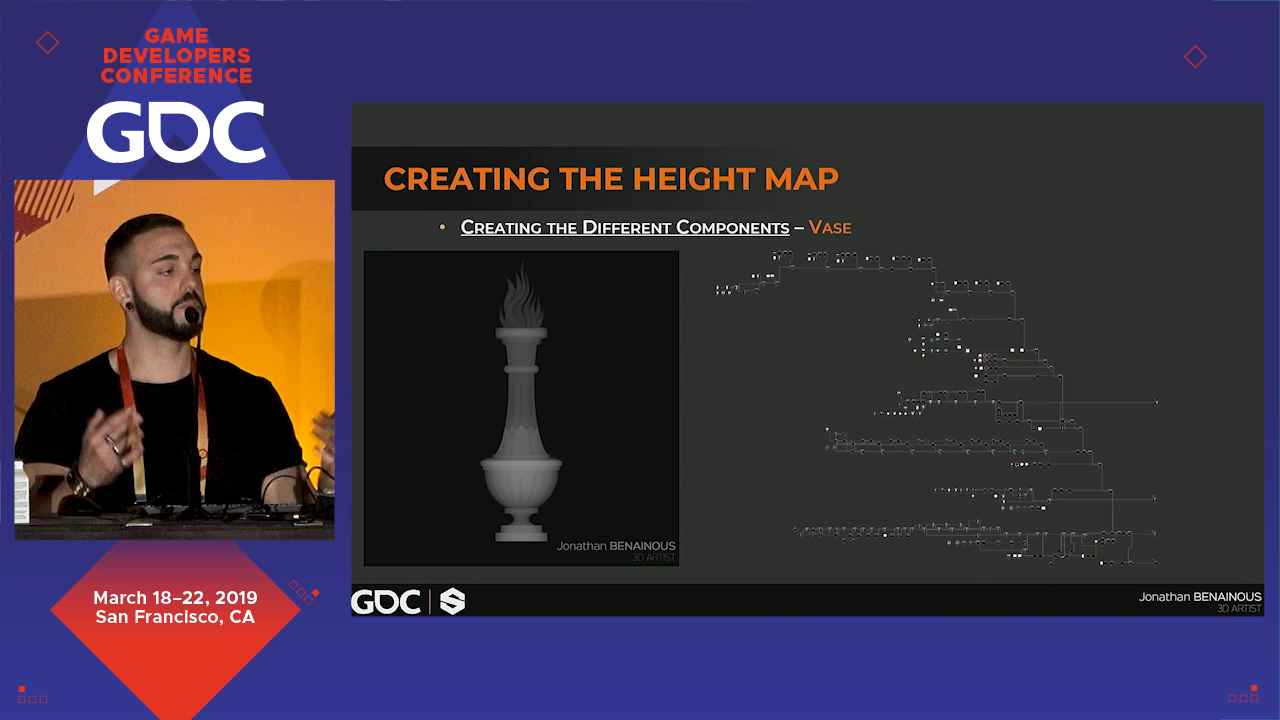 GAME
DEVELOPERS
CONFERENCE
GDC
CREATING THE HEIGHT MAP
• CREATING THE DIFFERENT COMPONENTS – VASE
Jonathan BENAINOUS
3D ARTIST
March 18–22, 2019
San Francisco, CA
GDC
Jonathan BENAINOUS
3D ARTIST